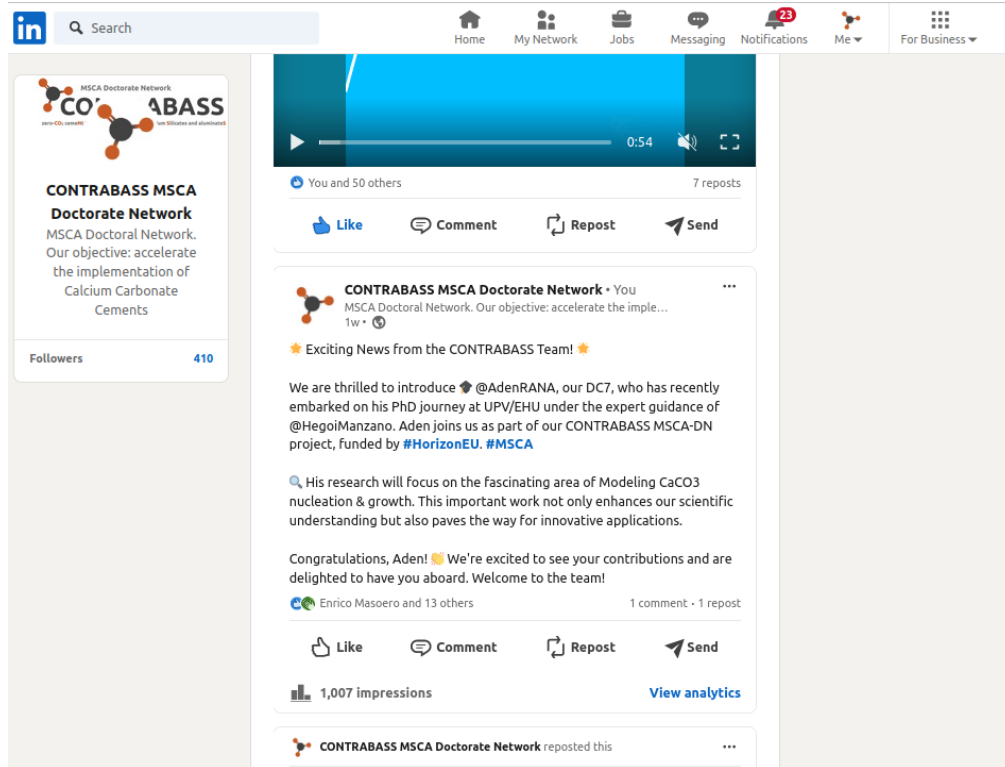 in
Search
Home
My Network
Jobs
Messaging
23
Notifications
Me
For Business
MSCA Doctorate Network
ABASS
CONTRABASS MSCA
Doctorate Network
MSCA Doctoral Network.
Our objective: accelerate
the implementation of
Calcium Carbonate
Cements
Followers 410
0:54
You and 50 others 7 reposts
Like Comment Repost Send
CONTRABASS MSCA Doctorate Network • You
MSCA Doctoral Network. Our objective: accelerate the imple...
1w •
Exciting News from the CONTRABASS Team!
We are thrilled to introduce @AdenRANA, our DC7, who has recently
embarked on his PhD journey at UPV/EHU under the expert guidance of
@HegoiManzano. Aden joins us as part of our CONTRABASS MSCA-DN
project, funded by #HorizonEU. #MSCA
His research will focus on the fascinating area of Modeling CaCO3
nucleation & growth. This important work not only enhances our scientific
understanding but also paves the way for innovative applications.
Congratulations, Aden! We're excited to see your contributions and are
delighted to have you aboard. Welcome to the team!
Enrico Masoero and 13 others 1 comment • 1 repost
Like Comment Repost Send
1,007 impressions View analytics
CONTRABASS MSCA Doctorate Network reposted this